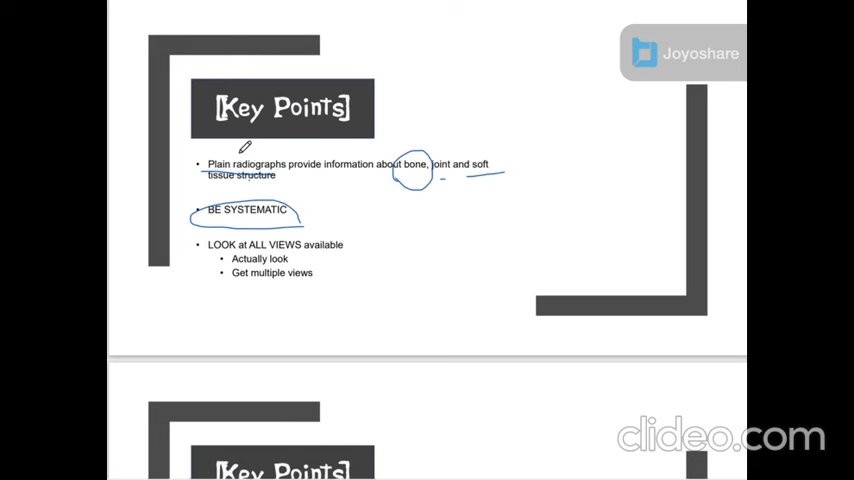 Joyoshare
[Key Points]
• Plain radiographs provide information about bone, joint and soft
tissue structure
• BE SYSTEMATIC
• LOOK at ALL VIEWS available
• Actually look
• Get multiple views
clideo.com
[Key Points]